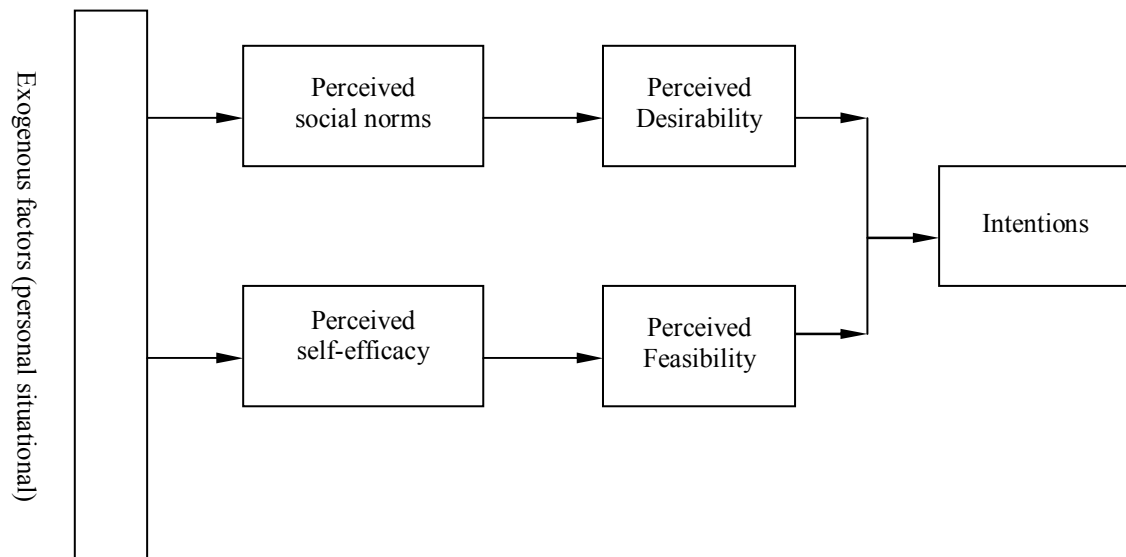 Exogenous factors (personal situational)
Perceived
social norms
Perceived
Desirability
Intentions
Perceived
self-efficacy
Perceived
Feasibility